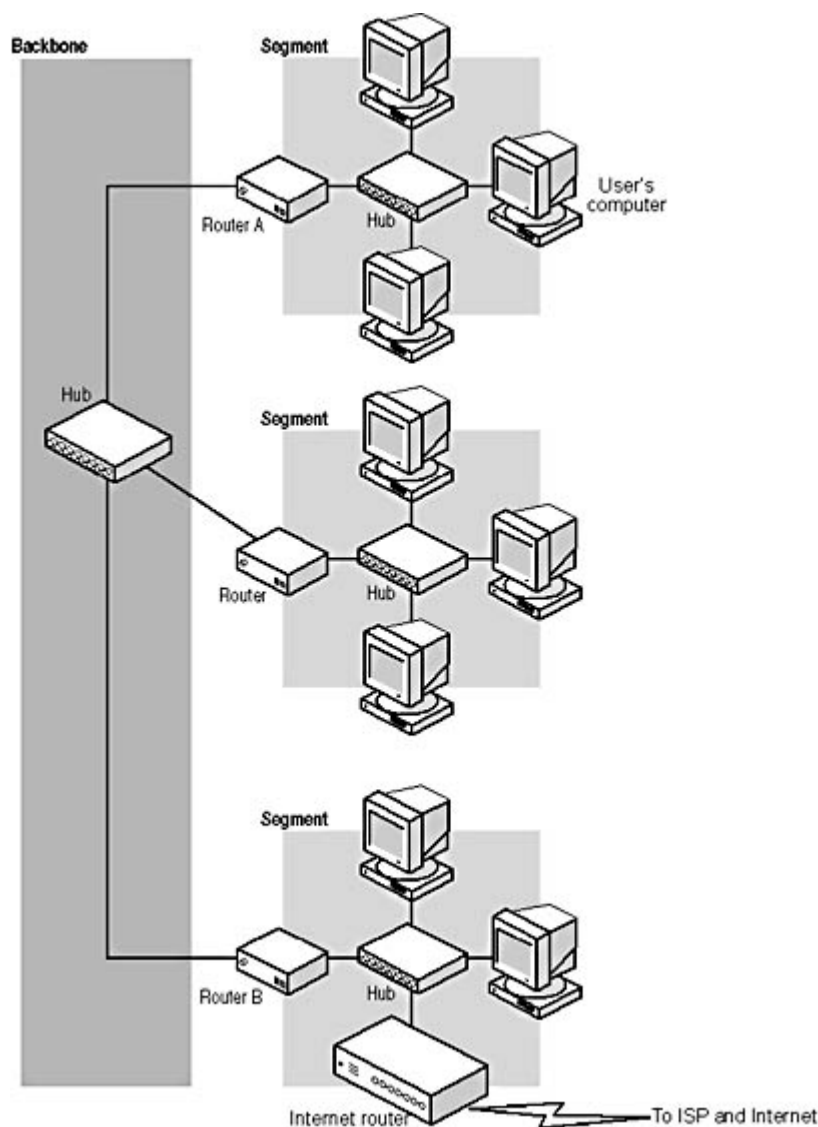 Backbone
Segment
Router A
Hub
User's
computer
Hub
Segment
Router
Hub
Segment
Router B
Hub
Internet router
To ISP and Internet